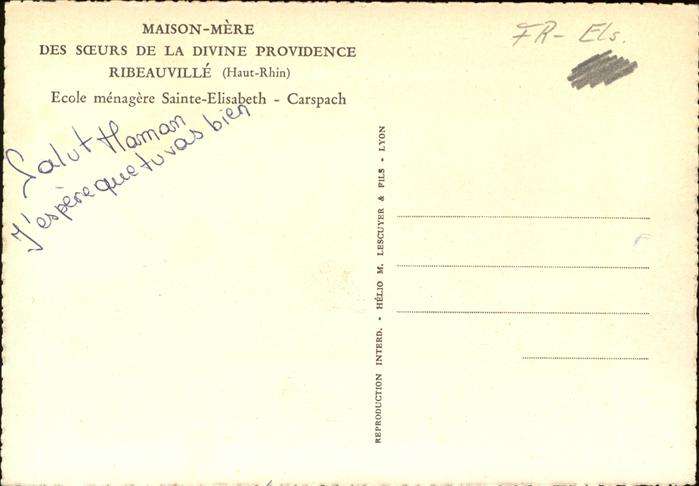 MAISON-MÈRE
DES SŒURS DE LA DIVINE PROVIDENCE
RIBEAUVILLÉ (Haut-Rhin)
Ecole ménagère Sainte-Elisabeth - Carspach
Salut Maman
J'espère que tu vas bien
FR- Els.
REPRODUCTION INTERD. - HÉLIO M. LESCUYER & FILS - LYON